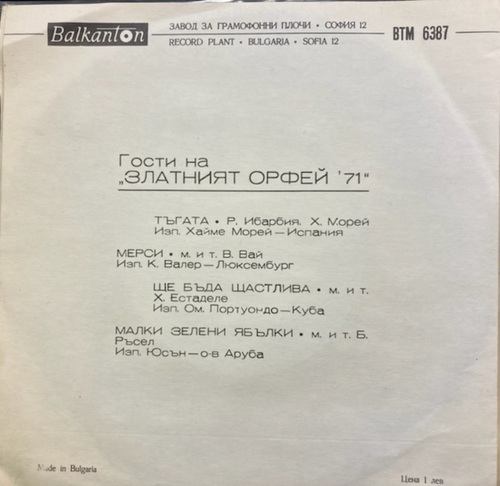 Balkanton
ЗАВОД ЗА ГРАМОФОННИ ПЛОЧИ • СОФИЯ 12
RECORD PLANT • BULGARIA • SOFIA 12
ВТМ 6387
Гости на
„ЗЛАТНИЯТ ОРФЕЙ '71"
ТЪГАТА • Р. Ибарбия, Х. Морей
Изп. Хайме Морей — Испания
МЕРСИ • м. и т. В. Вай
Изп. К. Валер — Люксембург
ЩЕ БЪДА ЩАСТЛИВА • м. и т.
Х. Естаделе
Изп. Ом. Портуондо — Куба
МАЛКИ ЗЕЛЕНИ ЯБЪЛКИ • м. и т. Б.
Ръсел
Изп. Юсън — о-в Аруба
Made in Bulgaria
Цена 1 лев